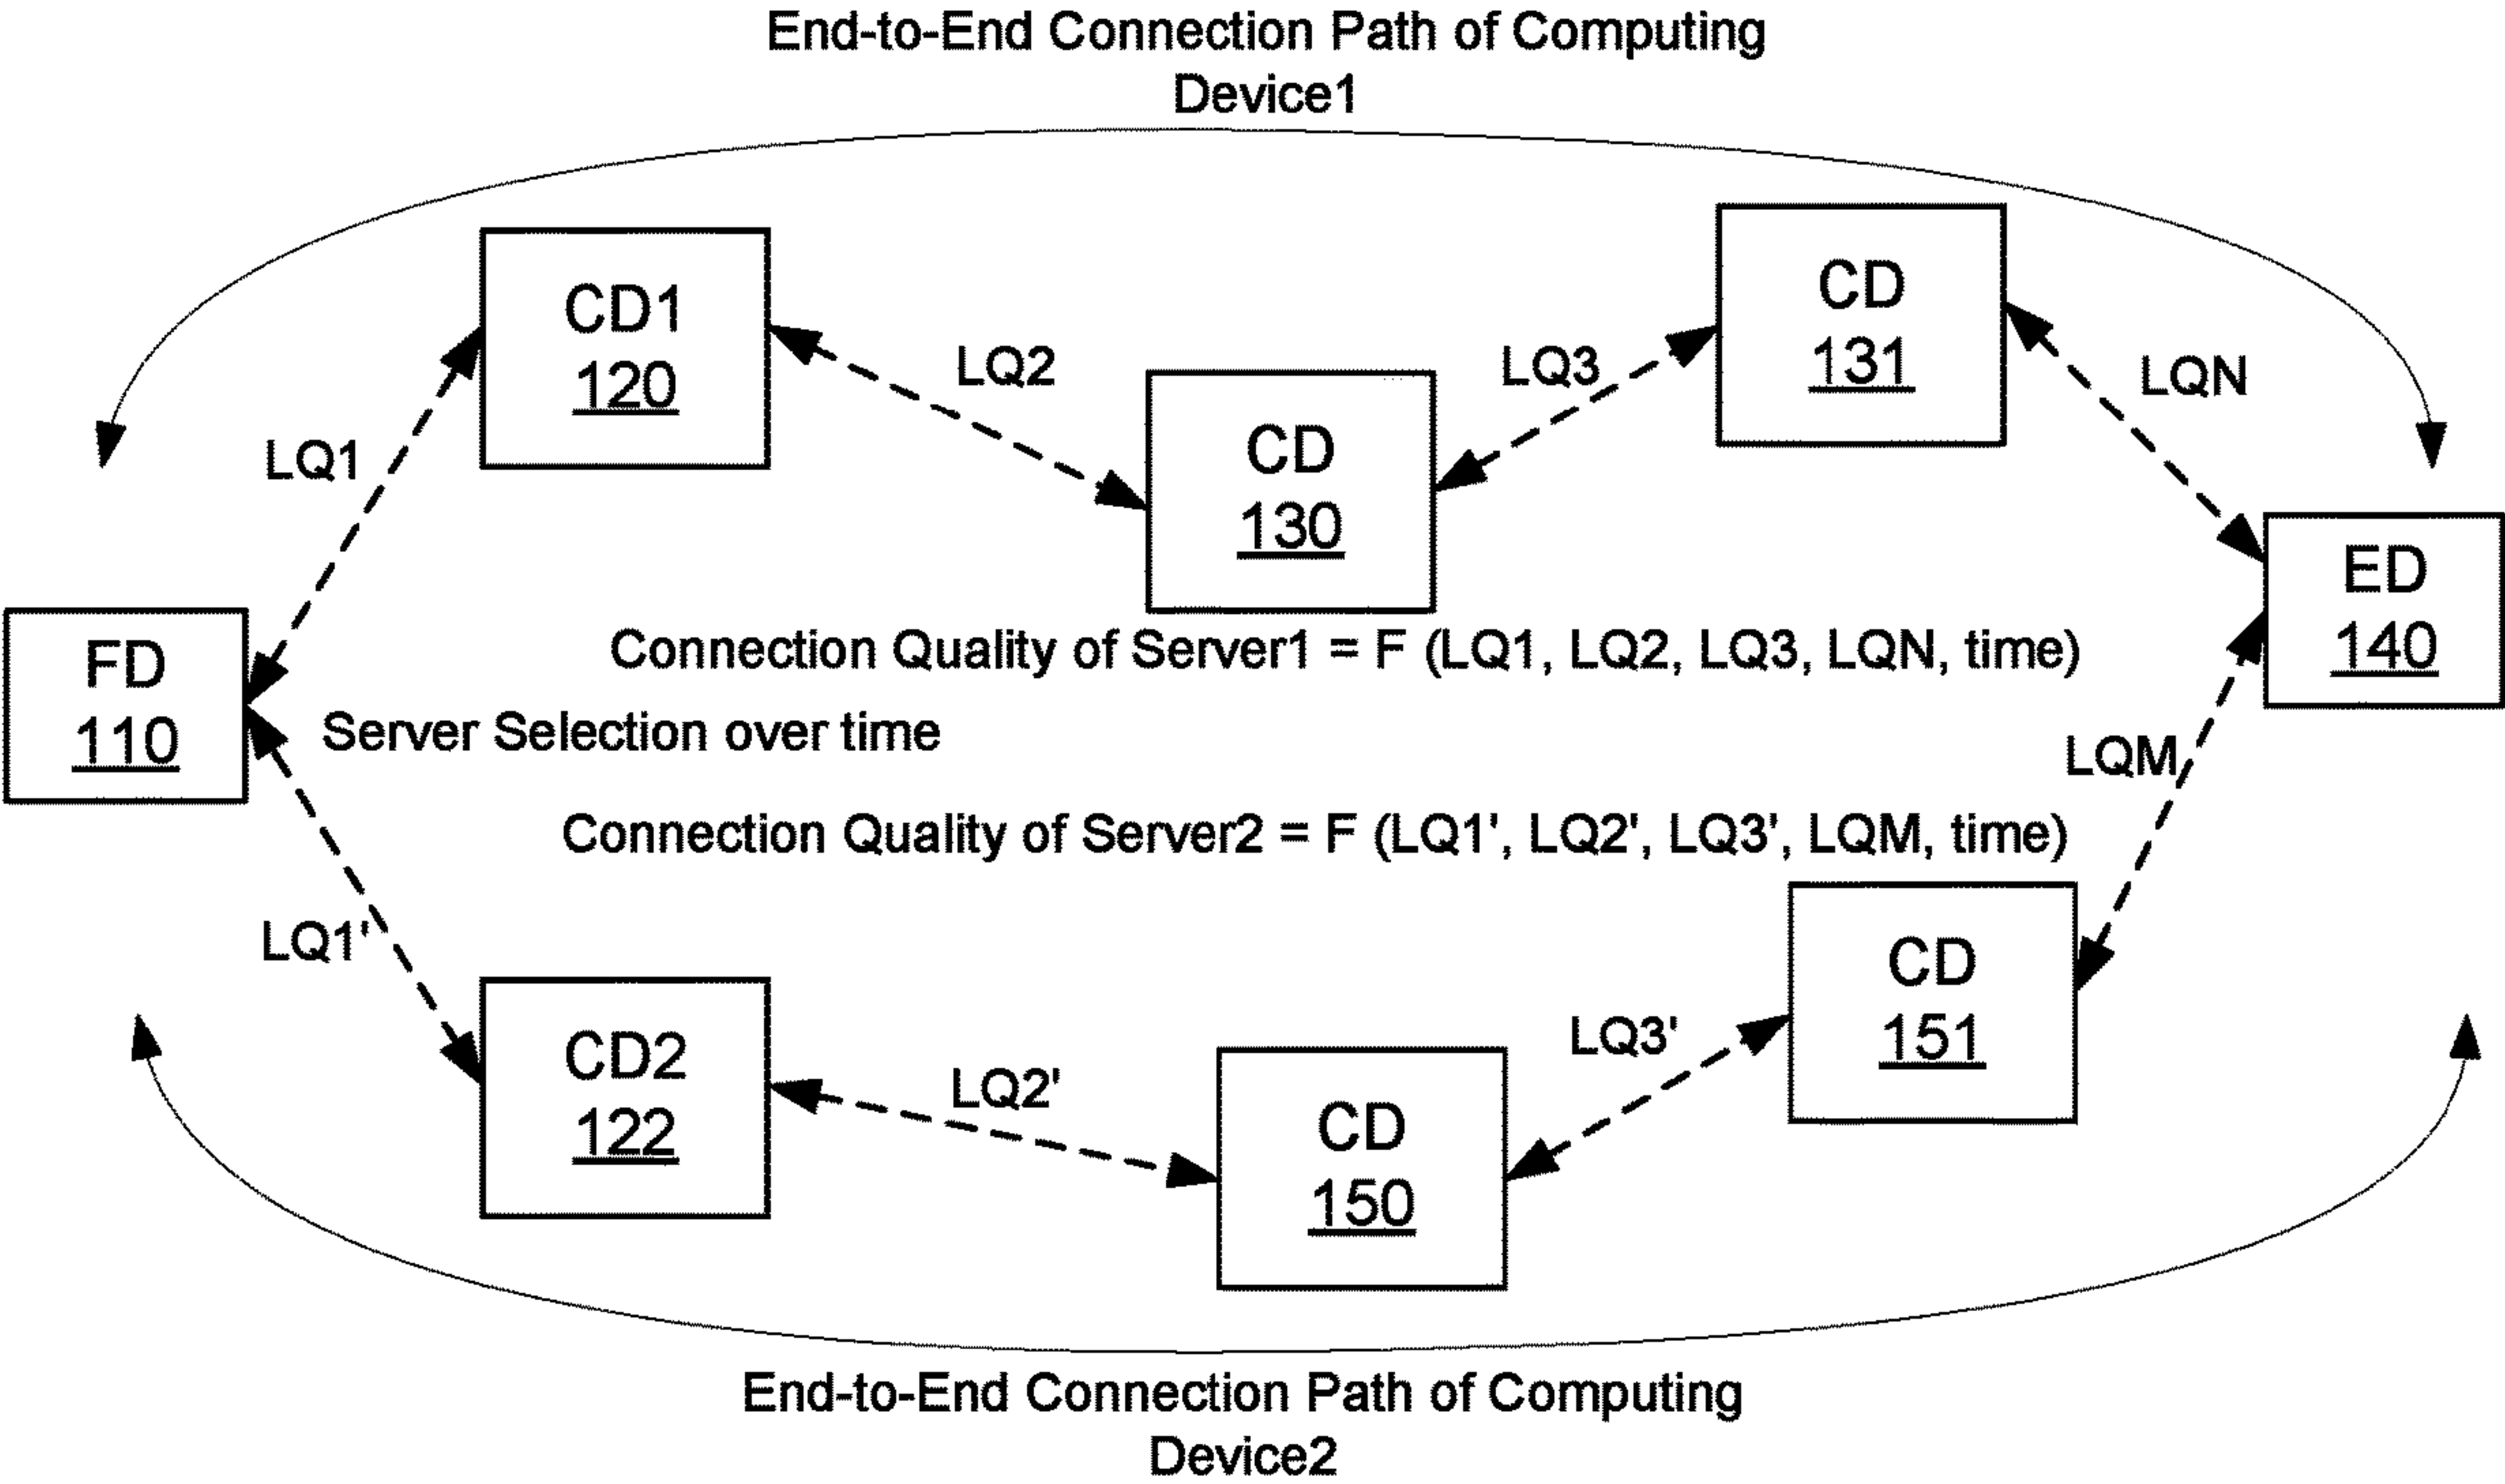 End-to-End Connection Path of Computing
Device1
CD1
120
LQ2
LQ3
CD
131
LQN
LQ1
CD
130
ED
140
FD
110
Connection Quality of Server1 = F (LQ1, LQ2, LQ3, LQN, time)
Server Selection over time
LQM
Connection Quality of Server2 = F (LQ1', LQ2', LQ3', LQM, time)
LQ1'
CD2
122
LQ2'
CD
150
LQ3'
CD
151
End-to-End Connection Path of Computing
Device2